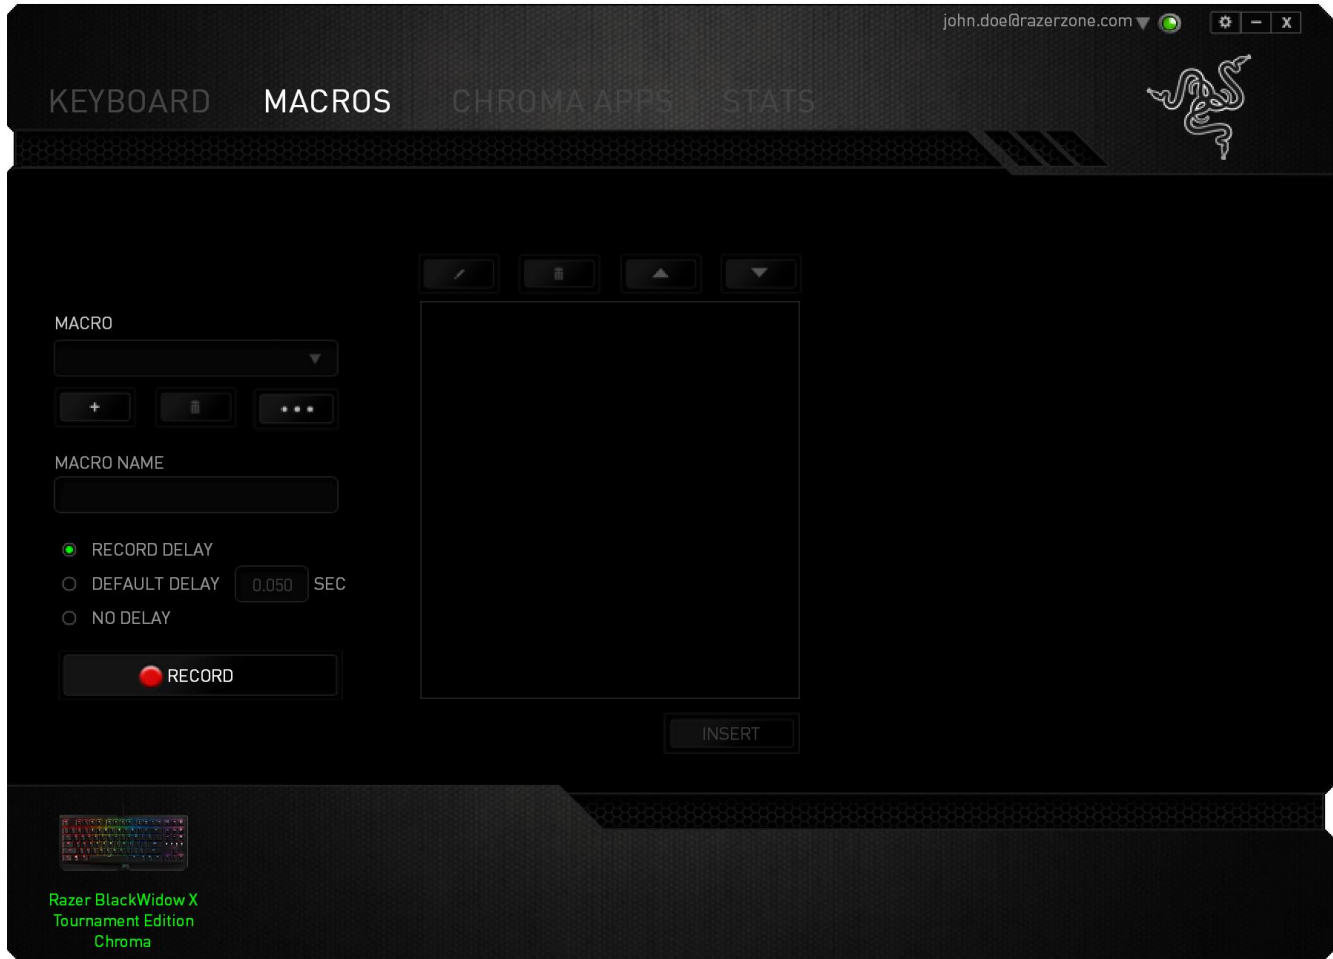 john.doe@razerzone.com
X
KEYBOARD MACROS CHROMA APPS STATS
MACRO
+
MACRO NAME
RECORD DELAY
DEFAULT DELAY 0.050 SEC
NO DELAY
RECORD
INSERT
Razer BlackWidow X
Tournament Edition
Chroma